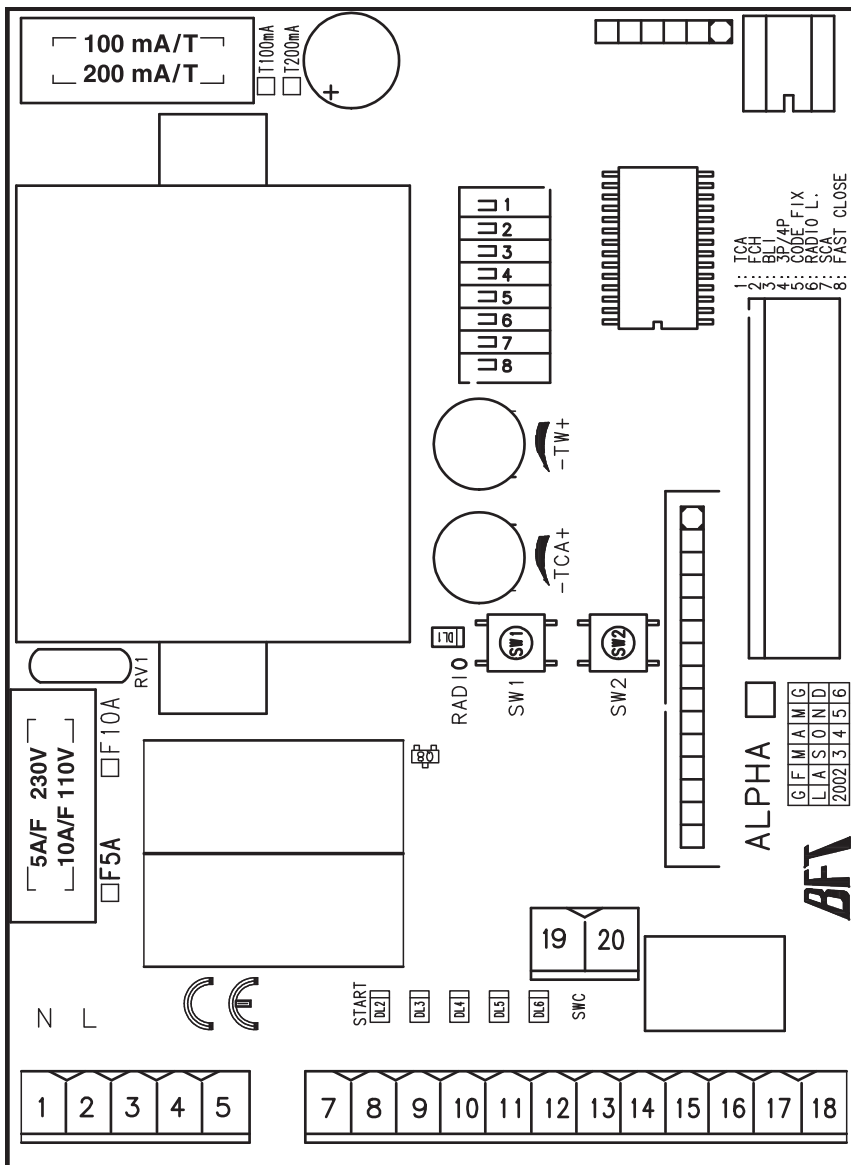 100 mA/T
200 mA/T
T100mA
T200mA
+
1
2
3
4
5
6
7
8
1: TCA
2: FCH
3: BLI
4: 3P/4P
5: CODE FIX
6: RADIO L.
7: SCA
8: FAST CLOSE
-TW+
-TCA+
DL1
RADIO
SW1
SW1
SW2
SW2
RV1
5A/F 230V
10A/F 110V
F10A
F5A
Q8
ALPHA
G F M A M G
L A S O N D
2002 3 4 5 6
BFT
19 20
N L
CE
START
DL2
DL3
DL4
DL5
DL6
SWC
1 2 3 4 5
7 8 9 10 11 12 13 14 15 16 17 18